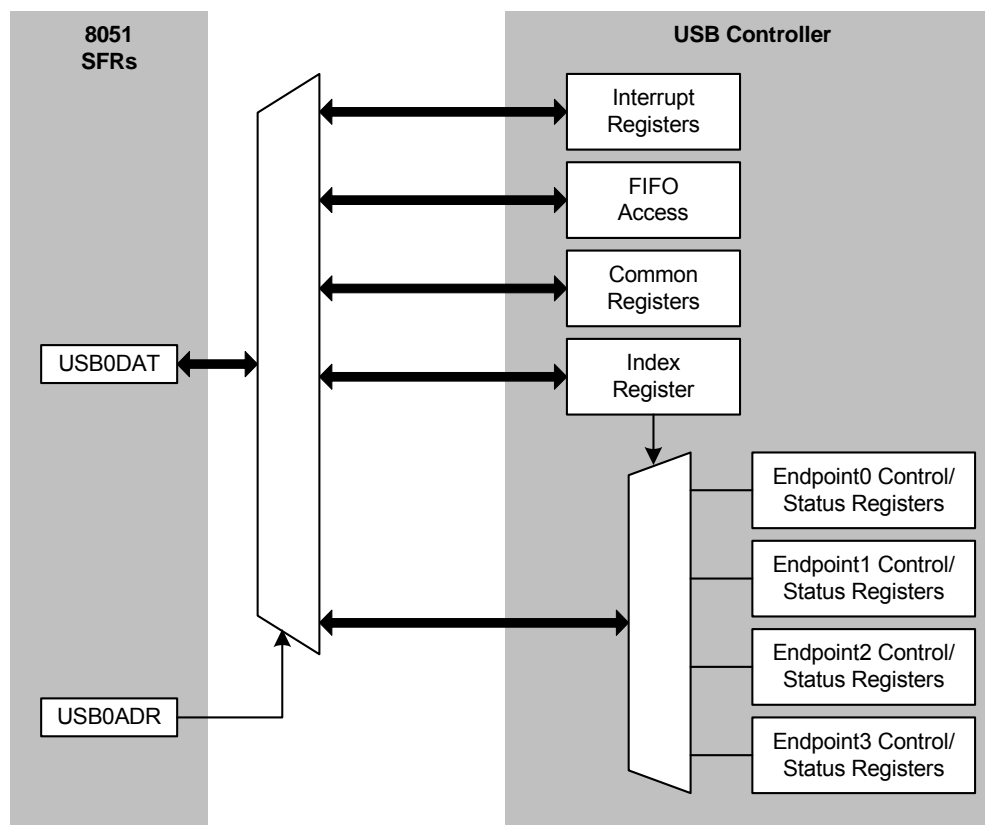 8051
SFRs
USB Controller
Interrupt
Registers
FIFO
Access
Common
Registers
USB0DAT
Index
Register
Endpoint0 Control/
Status Registers
Endpoint1 Control/
Status Registers
Endpoint2 Control/
Status Registers
USB0ADR
Endpoint3 Control/
Status Registers